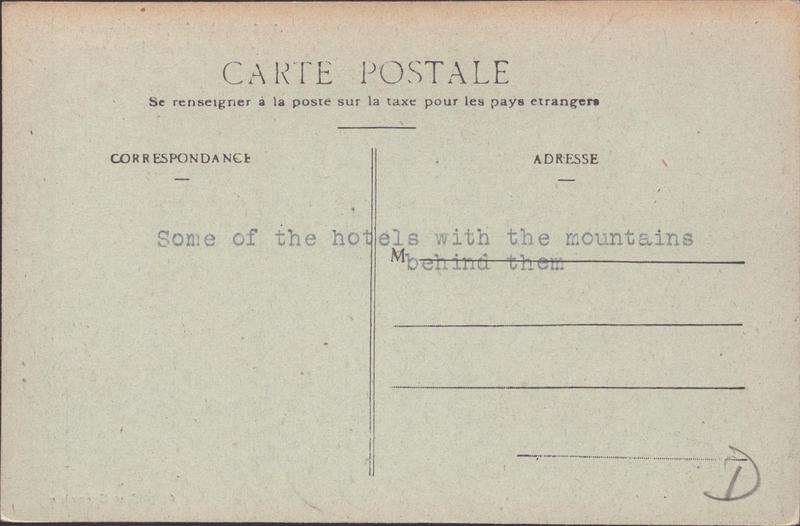 CARTE POSTALE
Se renseigner à la poste sur la taxe pour les pays etrangers
CORRESPONDANCE
ADRESSE
Some of the hotels with the mountains
M
behind them
D